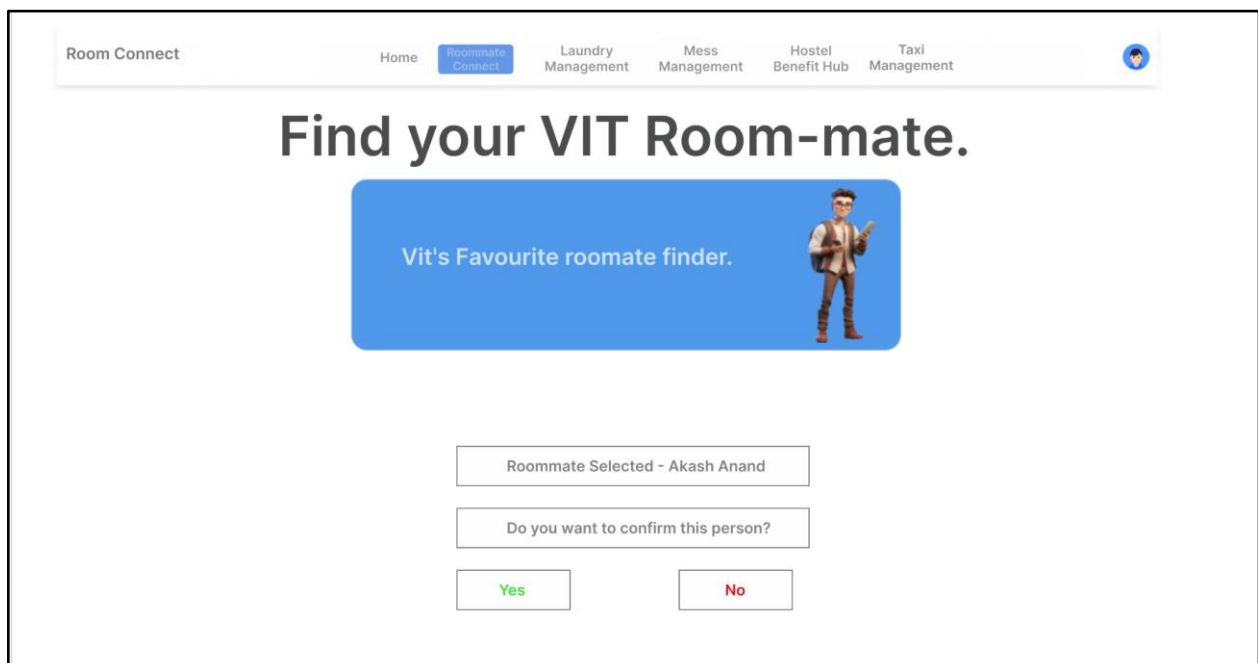 Room Connect
Home
Roommate
Connect
Laundry
Management
Mess
Management
Hostel
Benefit Hub
Taxi
Management
Find your VIT Room-mate.
Vit's Favourite roomate finder.
Roommate Selected - Akash Anand
Do you want to confirm this person?
Yes
No